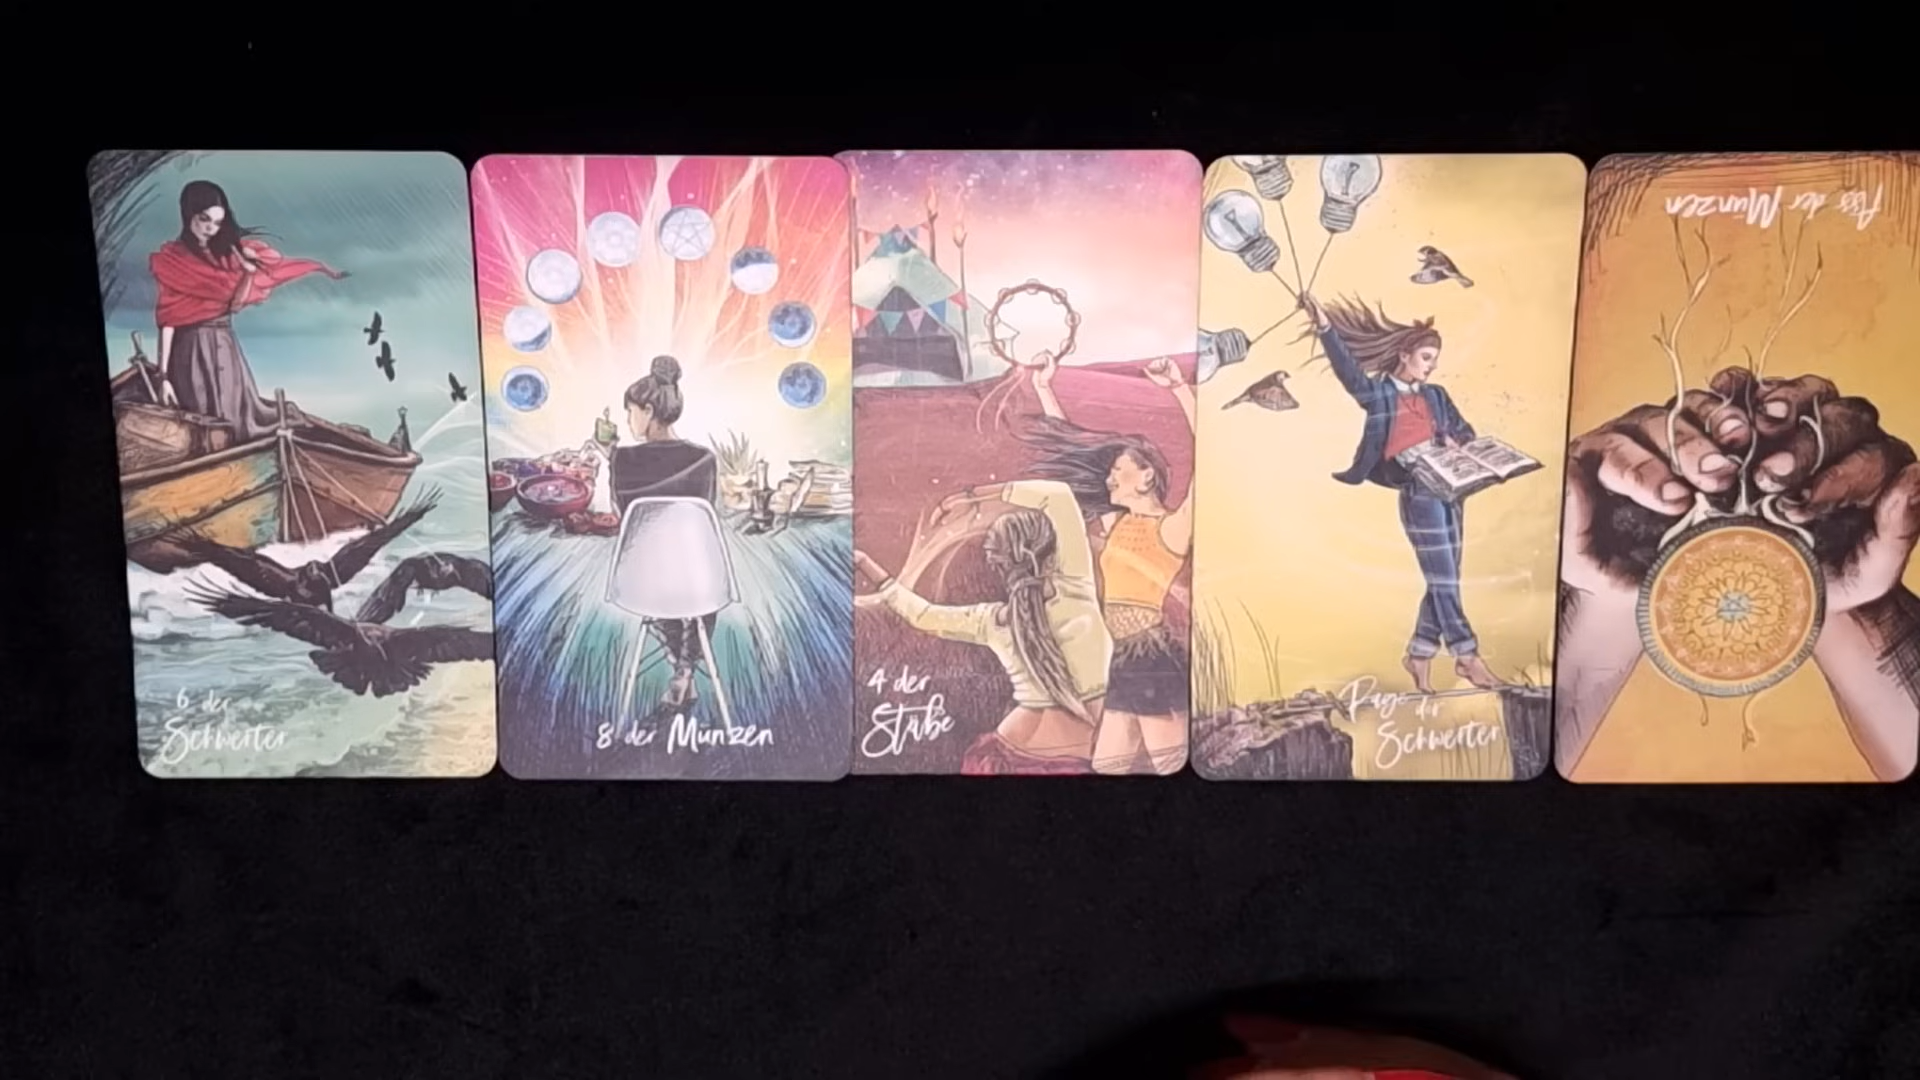 6 der
Schwerter
8 der Münzen
4 der
Stäbe
Page der
Schwerter
Ass der Münzen